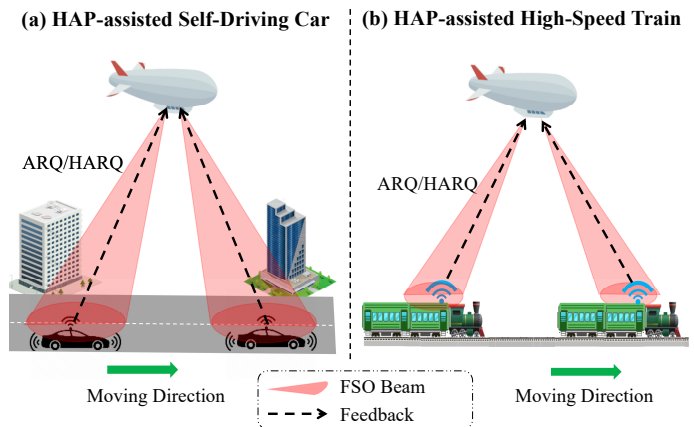 (a) HAP-assisted Self-Driving Car
(b) HAP-assisted High-Speed Train
ARQ/HARQ
ARQ/HARQ
Moving Direction
Moving Direction
FSO Beam
Feedback